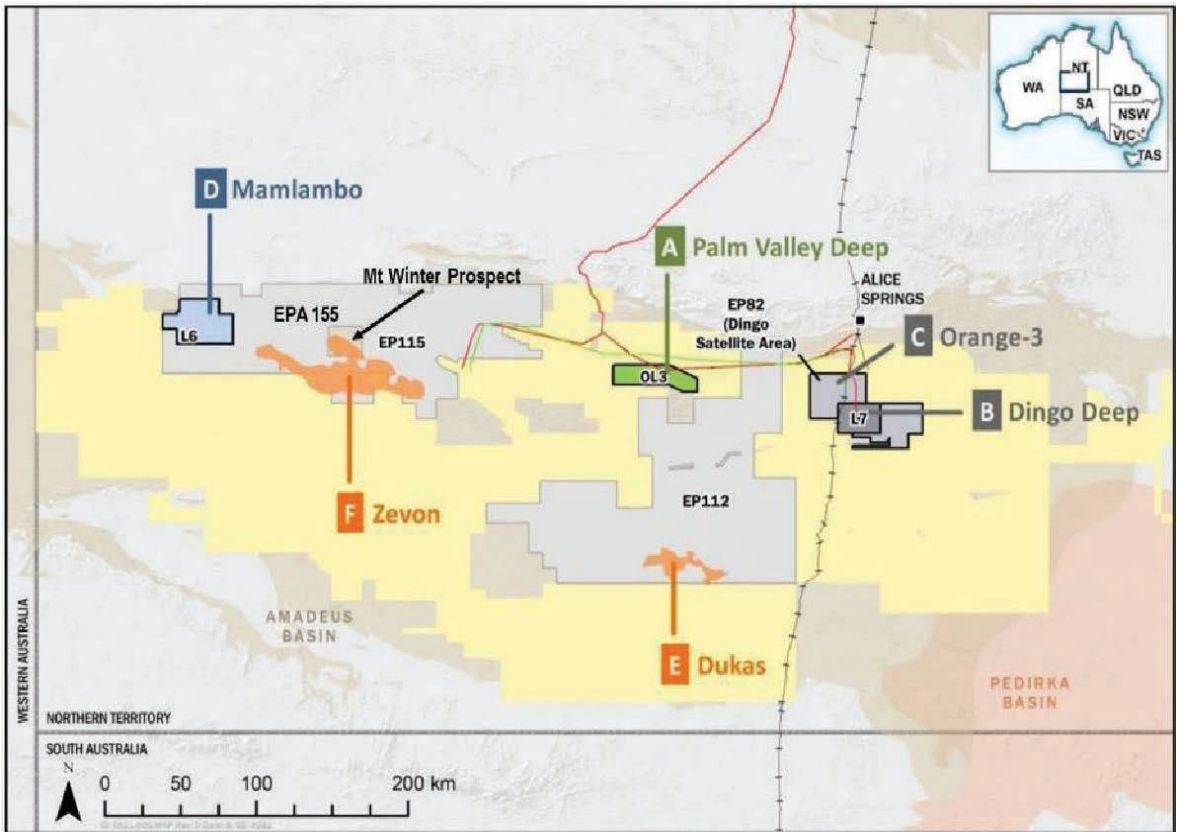 NT
WA
QLD
SA
NSW
VIC
TAS
D Mamlambo
A Palm Valley Deep
Mt Winter Prospect
ALICE
SPRINGS
EPA 155
EP82
(Dingo
Satellite Area)
L6
EP115
C Orange-3
OL3
L7
B Dingo Deep
EP112
F Zevon
AMADEUS
BASIN
E Dukas
PEDIRKA
BASIN
WESTERN AUSTRALIA
NORTHERN TERRITORY
SOUTH AUSTRALIA
N
0 50 100 200 km